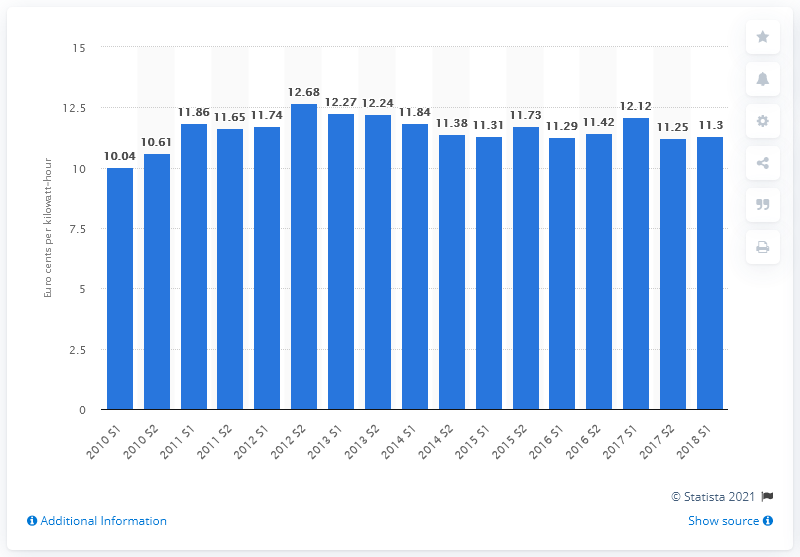 15
12.5
10
7.5
5
2.5
0
Euro cents per kilowatt-hour
10.04
10.61
11.86
11.65
11.74
12.68
12.27
12.24
11.84
11.38
11.31
11.73
11.29
11.42
12.12
11.25
11.3
2010 S1
2010 S2
2011 S1
2011 S2
2012 S1
2012 S2
2013 S1
2013 S2
2014 S1
2014 S2
2015 S1
2015 S2
2016 S1
2016 S2
2017 S1
2017 S2
2018 S1
© Statista 2021
Additional Information
Show source